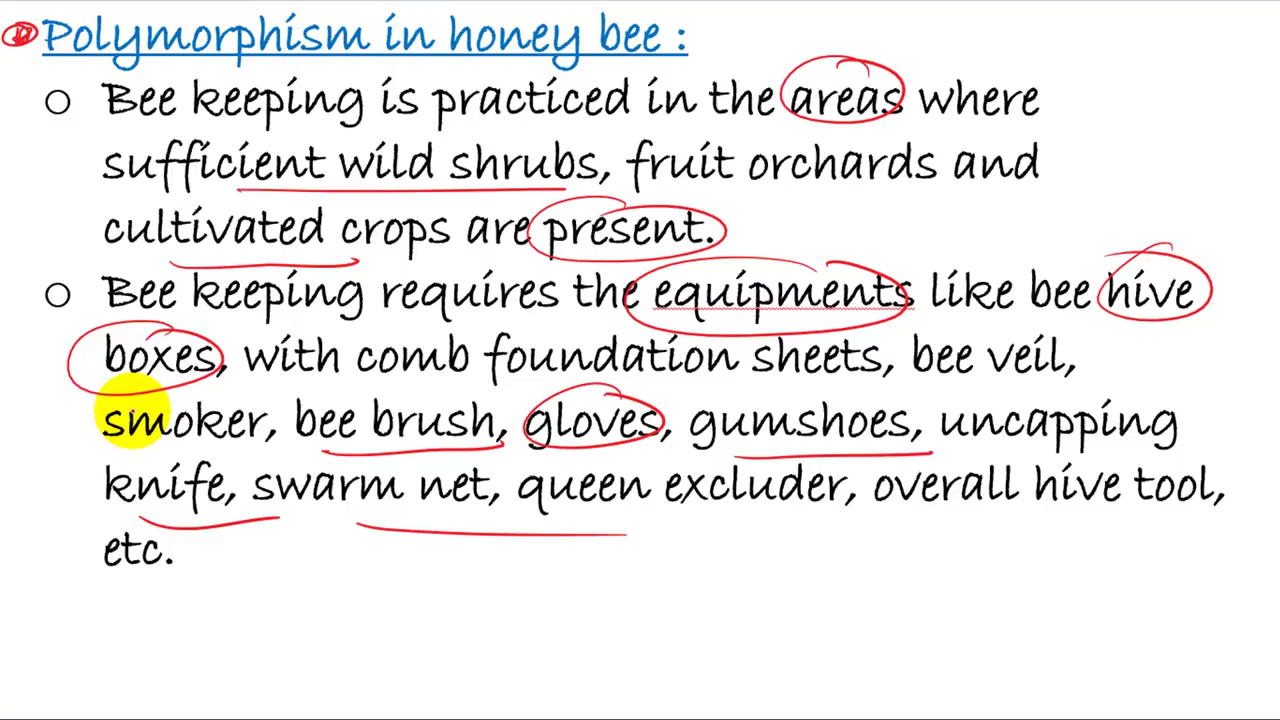 Polymorphism in honey bee :
o Bee keeping is practiced in the areas where
sufficient wild shrubs, fruit orchards and
cultivated crops are present.
o Bee keeping requires the equipments like bee hive
boxes, with comb foundation sheets, bee veil,
smoker, bee brush, gloves, gumshoes, uncapping
knife, swarm net, queen excluder, overall hive tool,
etc.